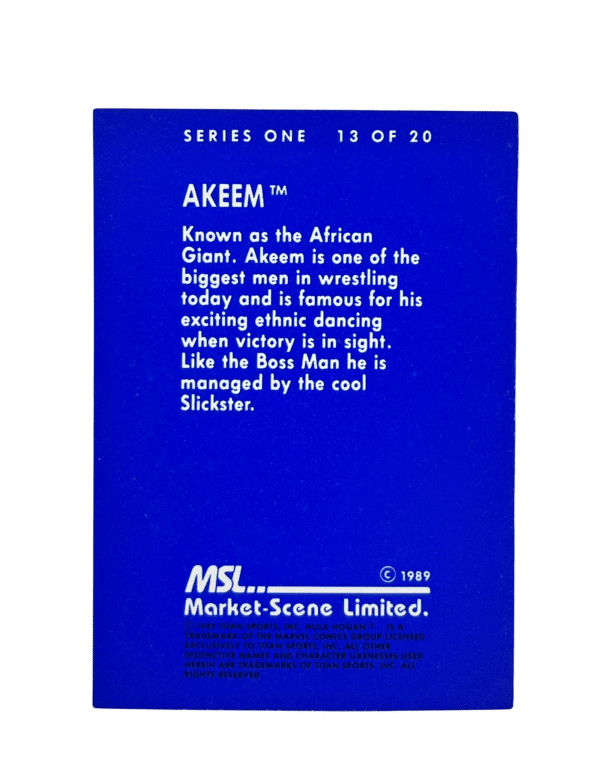 SERIES ONE 13 OF 20
AKEEM™
Known as the African
Giant. Akeem is one of the
biggest men in wrestling
today and is famous for his
exciting ethnic dancing
when victory is in sight.
Like the Boss Man he is
managed by the cool
Slickster.
MSL... © 1989
Market-Scene Limited.
© 1989 TITAN SPORTS, INC. HULK HOGAN™ IS A
TRADEMARK OF THE MARVEL COMICS GROUP LICENSED
EXCLUSIVELY TO TITAN SPORTS, INC. ALL OTHER
DISTINCTIVE NAMES AND CHARACTER LIKENESSES USED
HEREIN ARE TRADEMARKS OF TITAN SPORTS, INC. ALL
RIGHTS RESERVED